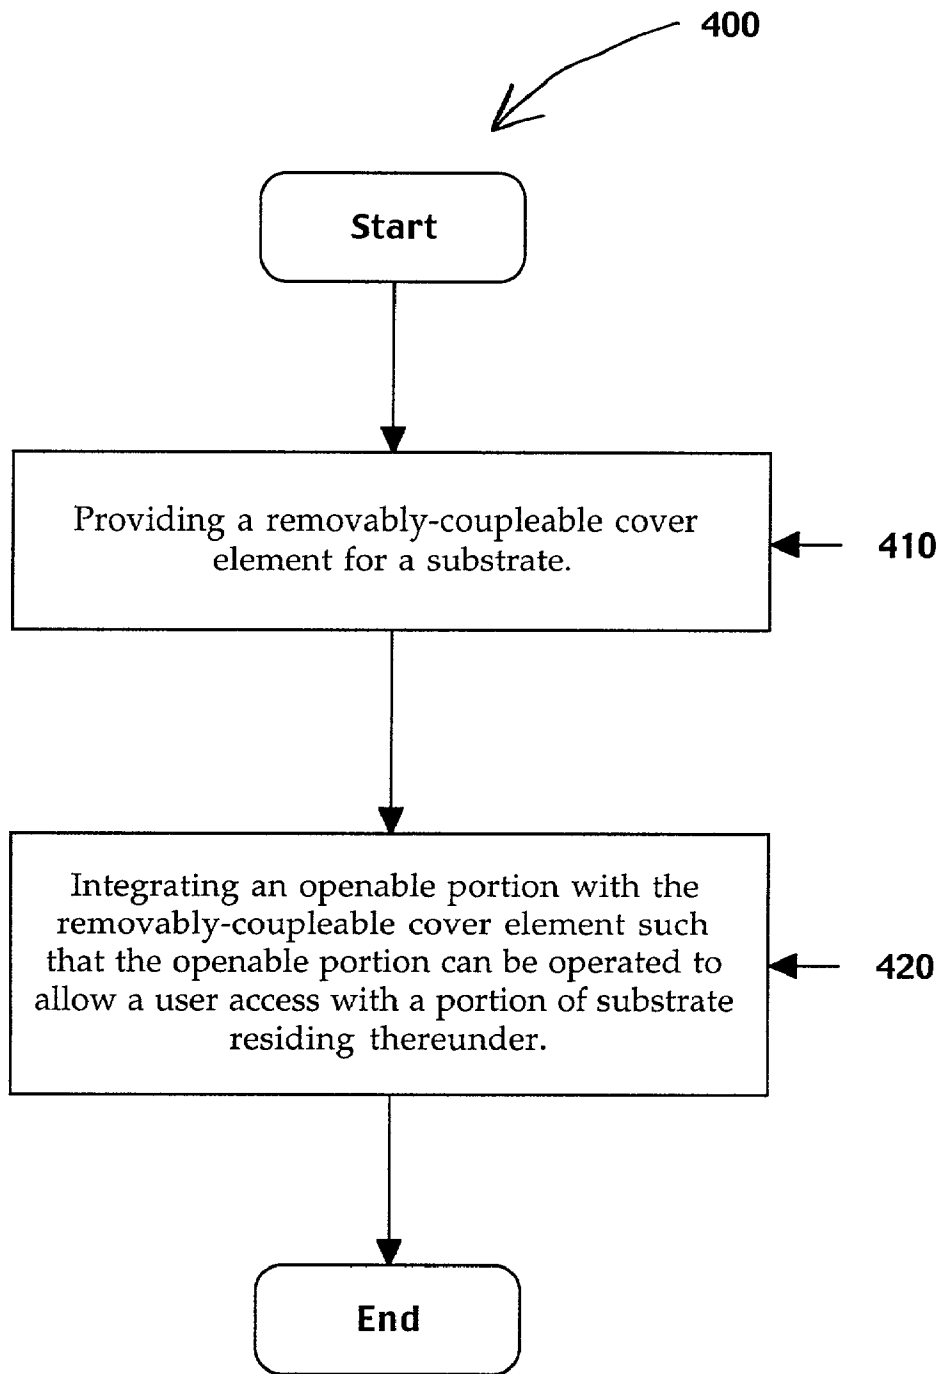 400
Start
Providing a removably-coupleable cover
element for a substrate.
410
Integrating an openable portion with the
removably-coupleable cover element such
that the openable portion can be operated to
allow a user access with a portion of substrate
residing thereunder.
420
End